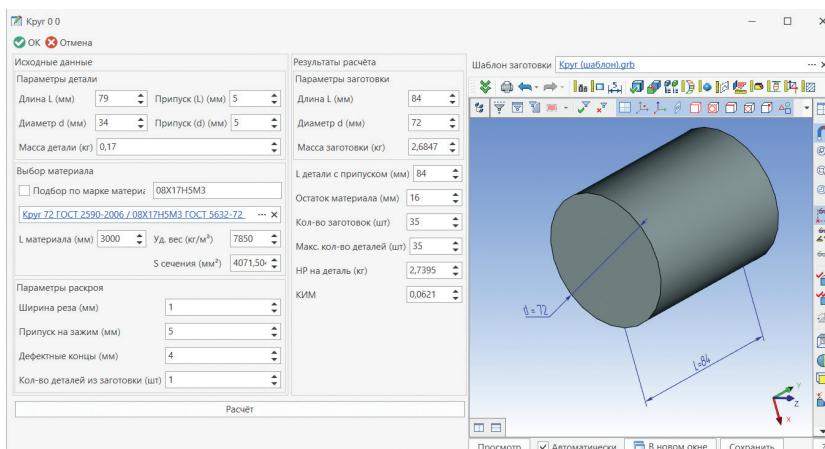 Круг 0 0
ОК Отмена
Исходные данные
Параметры детали
Длина L (мм) 79 Припуск (L) (мм) 5
Диаметр d (мм) 34 Припуск (d) (мм) 5
Масса детали (кг) 0,17
Выбор материала
Подбор по марке материа 08Х17Н5М3
Круг 72 ГОСТ 2590-2006 / 08Х17Н5М3 ГОСТ 5632-72 ...
L материала (мм) 3000 Уд. вес (кг/м³) 7850
S сечения (мм²) 4071,504
Параметры раскроя
Ширина реза (мм) 1
Припуск на зажим (мм) 5
Дефектные концы (мм) 4
Кол-во деталей из заготовки (шт) 1
Расчёт
Результаты расчёта
Параметры заготовки
Длина L (мм) 84
Диаметр d (мм) 72
Масса заготовки (кг) 2,6847
L детали с припуском (мм) 84
Остаток материала (мм) 16
Кол-во заготовок (шт) 35
Макс. кол-во деталей (шт) 35
НР на деталь (кг) 2,7395
КИМ 0,0621
Шаблон заготовки Круг (шаблон).grb ...
d = 72
L=84
Y
Z
X
Просмотр Автоматически В новом окне Сохранить